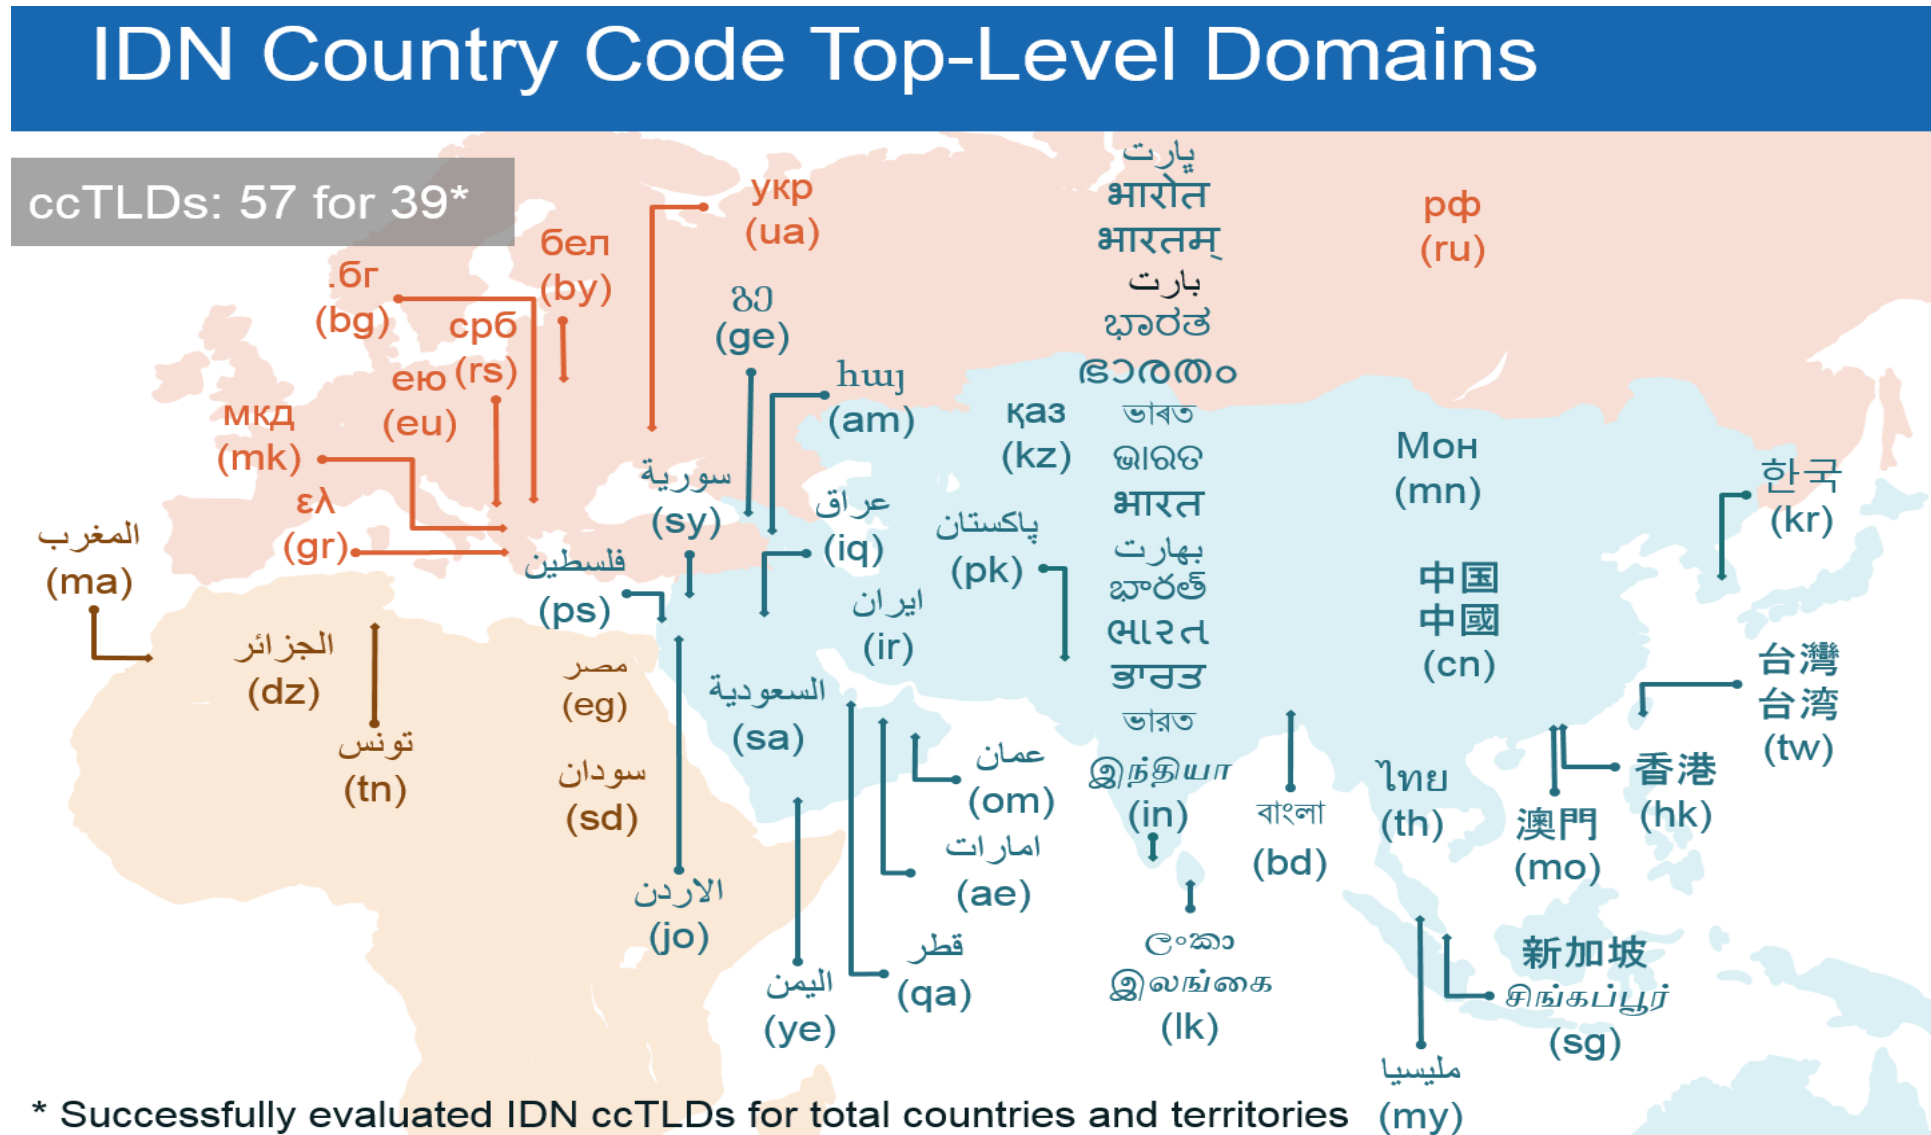 IDN Country Code Top-Level Domains
ccTLDs: 57 for 39*
укр
(ua)
бел
(by)
.бг
(bg)
срб
(rs)
ею
(eu)
мкд
(mk)
ελ
(gr)
рф
(ru)
გე
(ge)
հայ
(am)
қаз
(kz)
سورية
(sy)
عراق
(iq)
فلسطين
(ps)
ایران
(ir)
پاکستان
(pk)
ڀارت
भारोत
भारतम्
بارت
ಭಾರತ
ഭാരതം
ভাৰত
ଭାରତ
भारत
بھارت
భారత్
ભારત
ਭਾਰਤ
ভারত
இந்தியா
(in)
Мон
(mn)
한국
(kr)
中国
中國
(cn)
台灣
台湾
(tw)
香港
(hk)
澳門
(mo)
ไทย
(th)
বাংলা
(bd)
المغرب
(ma)
الجزائر
(dz)
تونس
(tn)
مصر
(eg)
سودان
(sd)
السعودية
(sa)
عمان
(om)
امارات
(ae)
الاردن
(jo)
قطر
(qa)
اليمن
(ye)
ලංකා
இலங்கை
(lk)
新加坡
சிங்கப்பூர்
(sg)
مليسيا
(my)
* Successfully evaluated IDN ccTLDs for total countries and territories